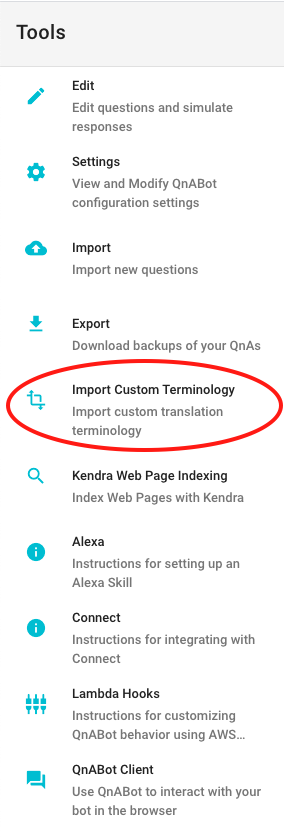 Tools
Edit
Edit questions and simulate
responses
Settings
View and Modify QnABot
configuration settings
Import
Import new questions
Export
Download backups of your QnAs
Import Custom Terminology
Import custom translation
terminology
Kendra Web Page Indexing
Index Web Pages with Kendra
Alexa
Instructions for setting up an
Alexa Skill
Connect
Instructions for integrating with
Connect
Lambda Hooks
Instructions for customizing
QnABot behavior using AWS...
QnABot Client
Use QnABot to interact with your
bot in the browser